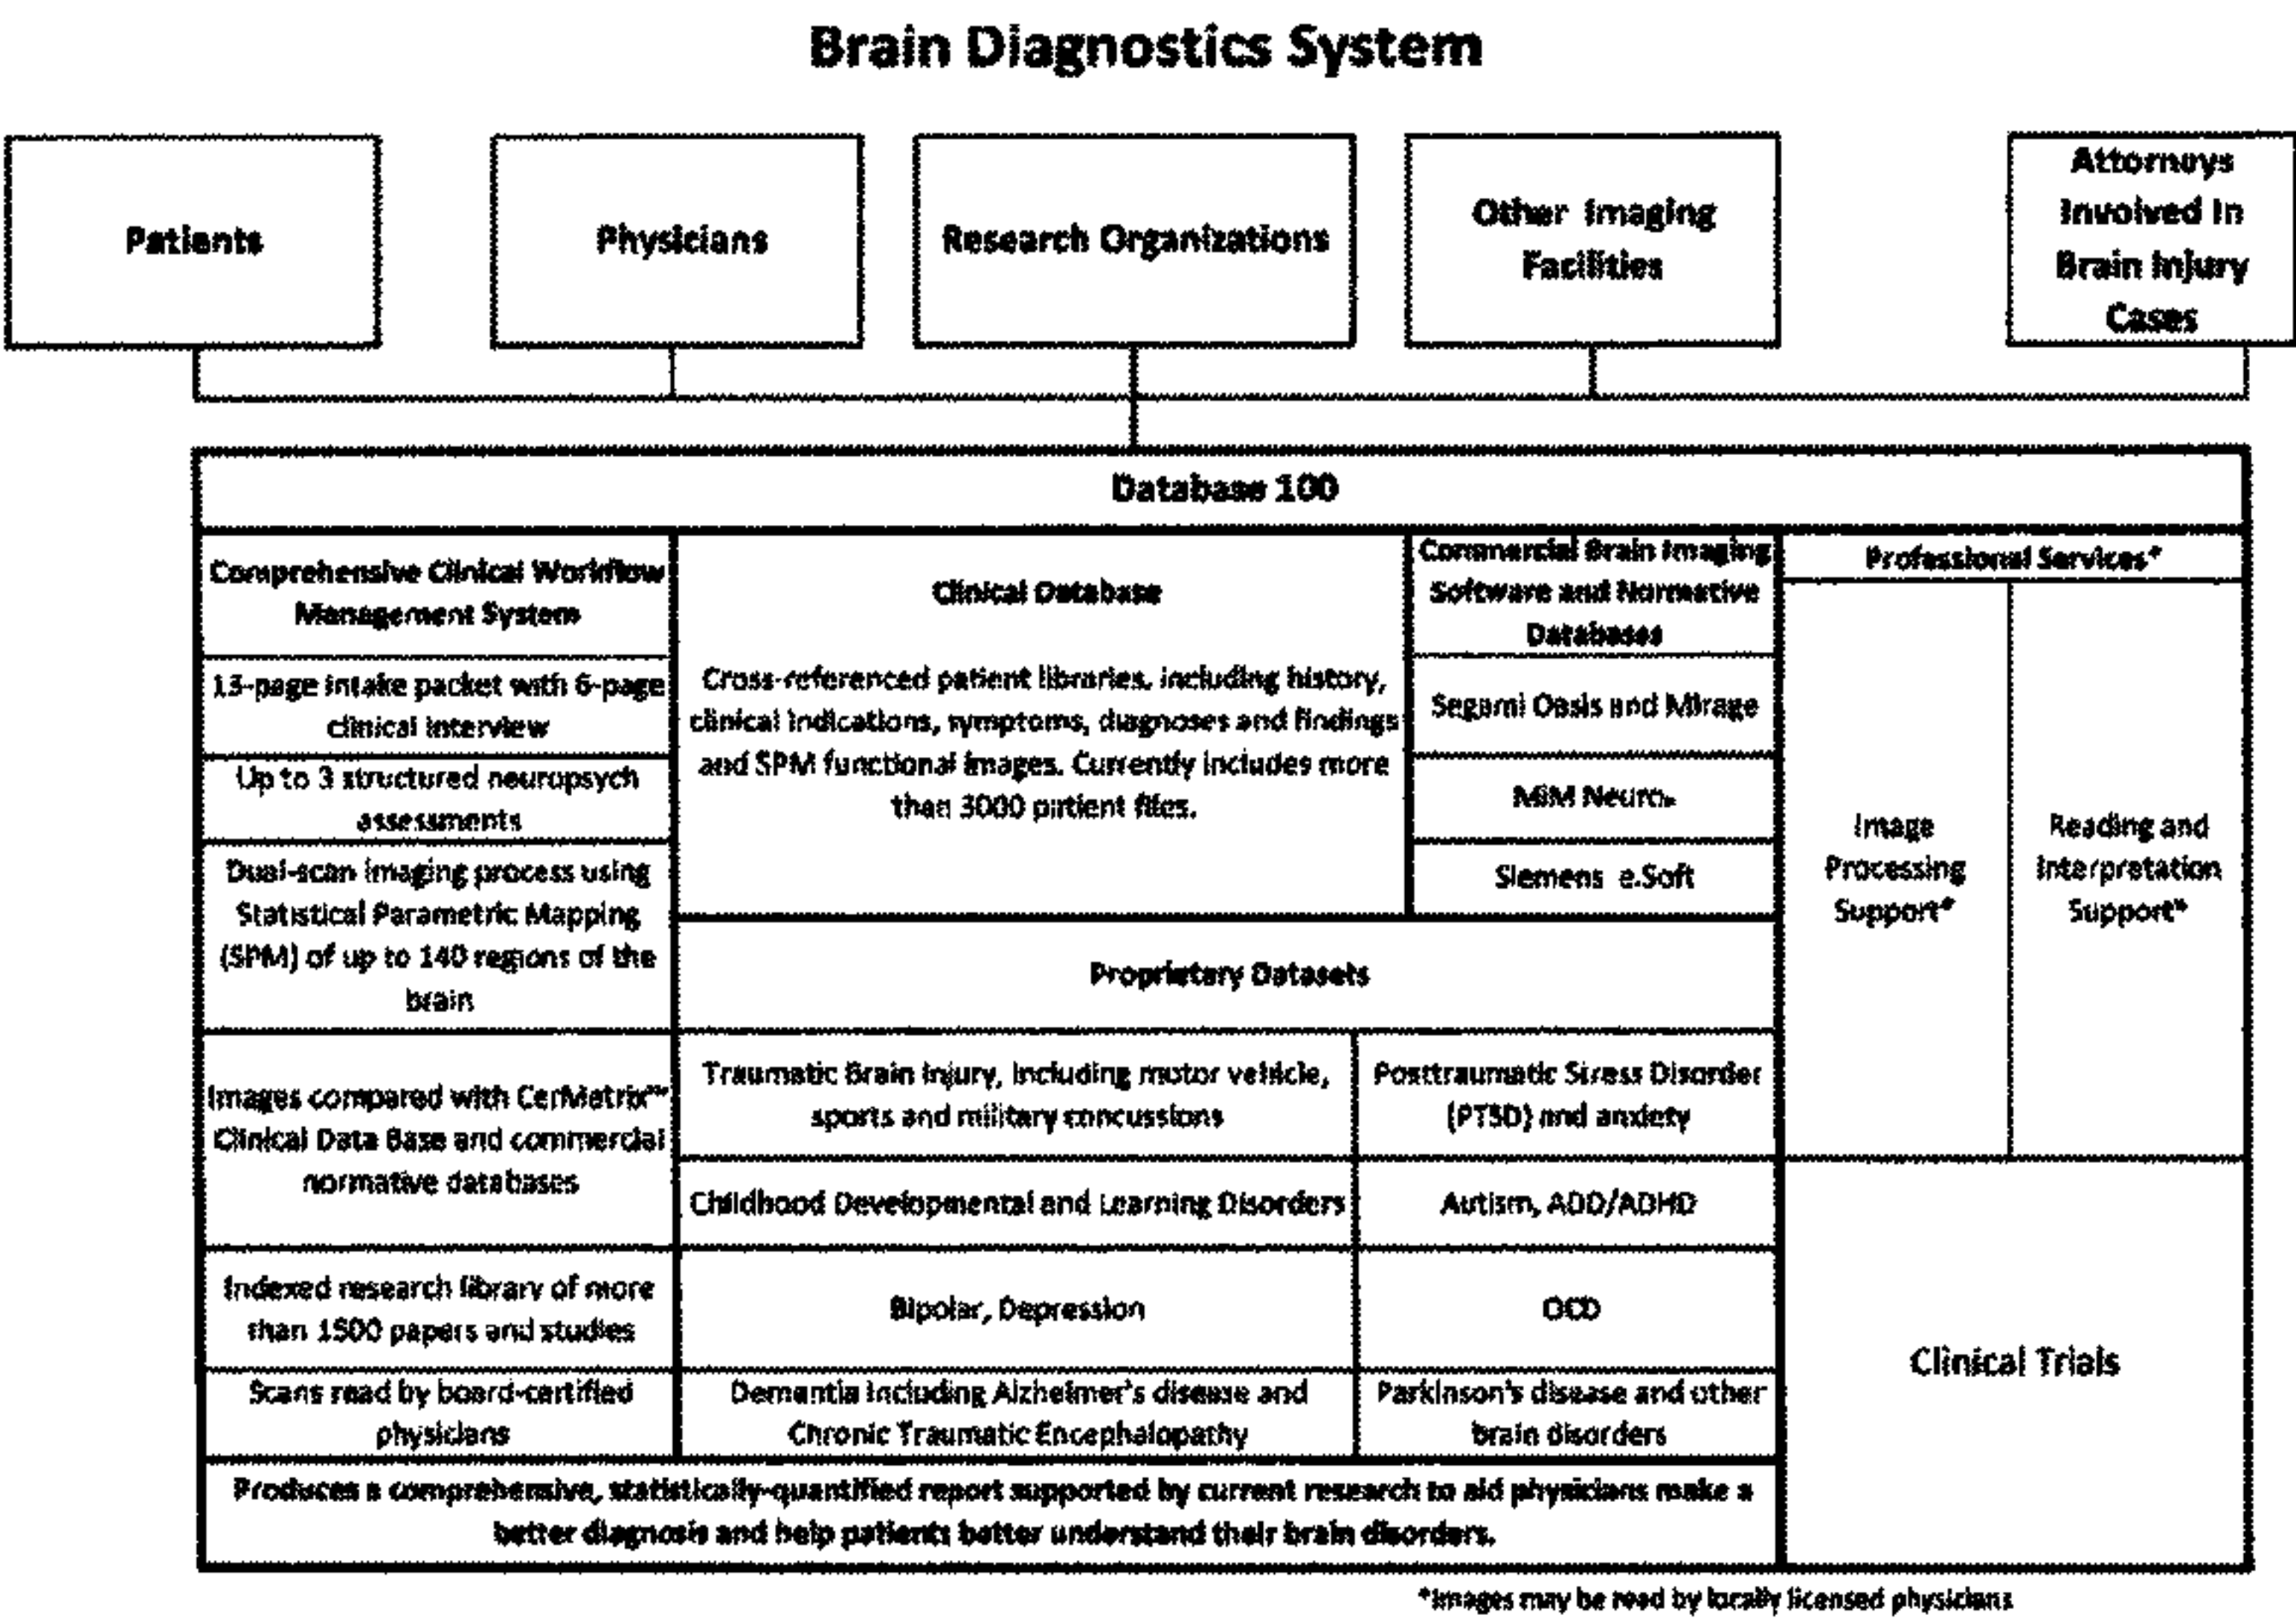 Brain Diagnostics System
Patients
Physicians
Research Organizations
Other Imaging
Facilities
Attorneys
Involved In
Brain Injury
Cases
Database 100
Comprehensive Clinical Workflow
Management System
13-page intake packet with 6-page
clinical interview
Up to 3 structured neuropsych
assessments
Dual-scan imaging process using
Statistical Parametric Mapping
(SPM) of up to 140 regions of the
brain
Images compared with CerMetrix™
Clinical Data Base and commercial
normative databases
Indexed research library of more
than 1500 papers and studies
Scans read by board-certified
physicians
Clinical Database
Cross-referenced patient libraries, including history,
clinical indications, symptoms, diagnoses and findings
and SPM functional images. Currently includes more
than 3000 patient files.
Commercial Brain Imaging
Software and Normative
Databases
Segami Oasis and Mirage
MIM Neuro
Siemens e.Soft
Proprietary Datasets
Traumatic Brain Injury, including motor vehicle,
sports and military concussions
Posttraumatic Stress Disorder
(PTSD) and anxiety
Childhood Developmental and Learning Disorders
Autism, ADD/ADHD
Bipolar, Depression
OCD
Dementia Including Alzheimer's disease and
Chronic Traumatic Encephalopathy
Parkinson's disease and other
brain disorders
Professional Services*
Image
Processing
Support*
Reading and
Interpretation
Support*
Clinical Trials
Produces a comprehensive, statistically-quantified report supported by current research to aid physicians make a
better diagnosis and help patients better understand their brain disorders.
*Images may be read by locally licensed physicians